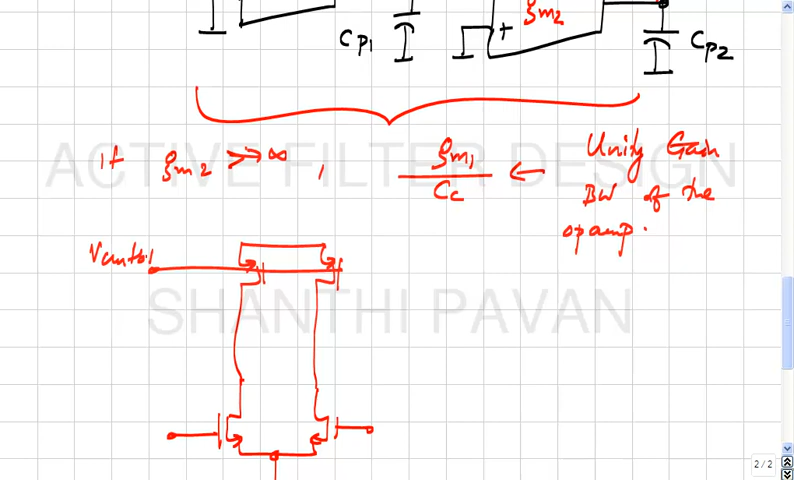 gm2
+
Cp1
Cp2
ACTIVE FILTER DESIGN
If gm2 >> ∞ , gm1 / Cc ← Unity Gain
BW of the
opamp.
Vcontrol
SHANTHI PAVAN
2 / 2